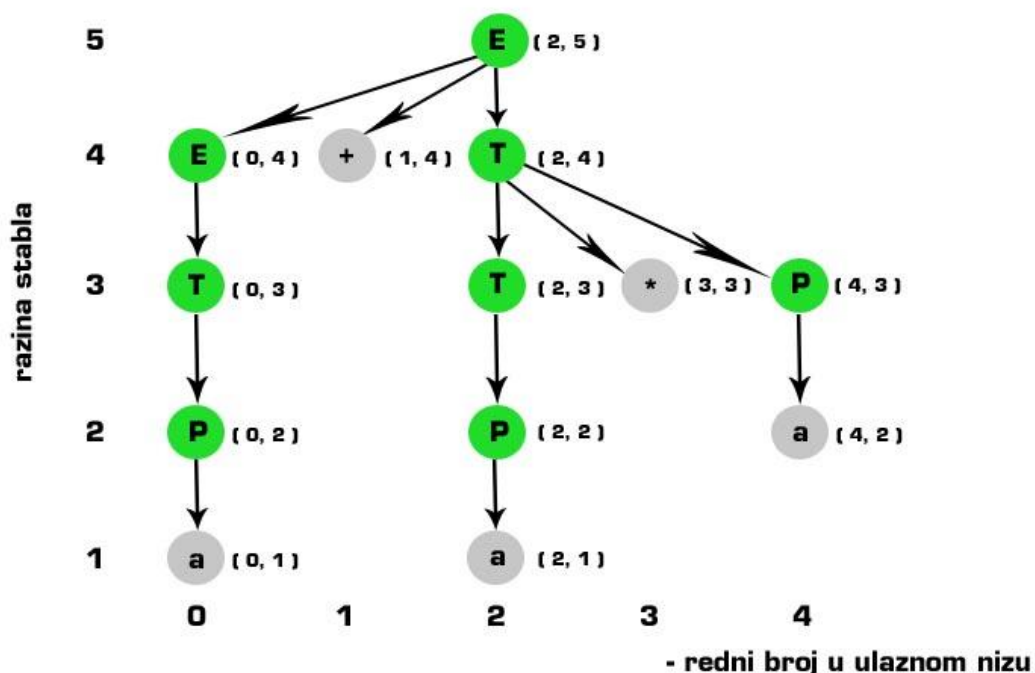 5 E ( 2, 5 )
4 E ( 0, 4 ) + ( 1, 4 ) T ( 2, 4 )
razina stabla
3 T ( 0, 3 ) T ( 2, 3 ) * ( 3, 3 ) P ( 4, 3 )
2 P ( 0, 2 ) P ( 2, 2 ) a ( 4, 2 )
1 a ( 0, 1 ) a ( 2, 1 )
0 1 2 3 4
- redni broj u ulaznom nizu